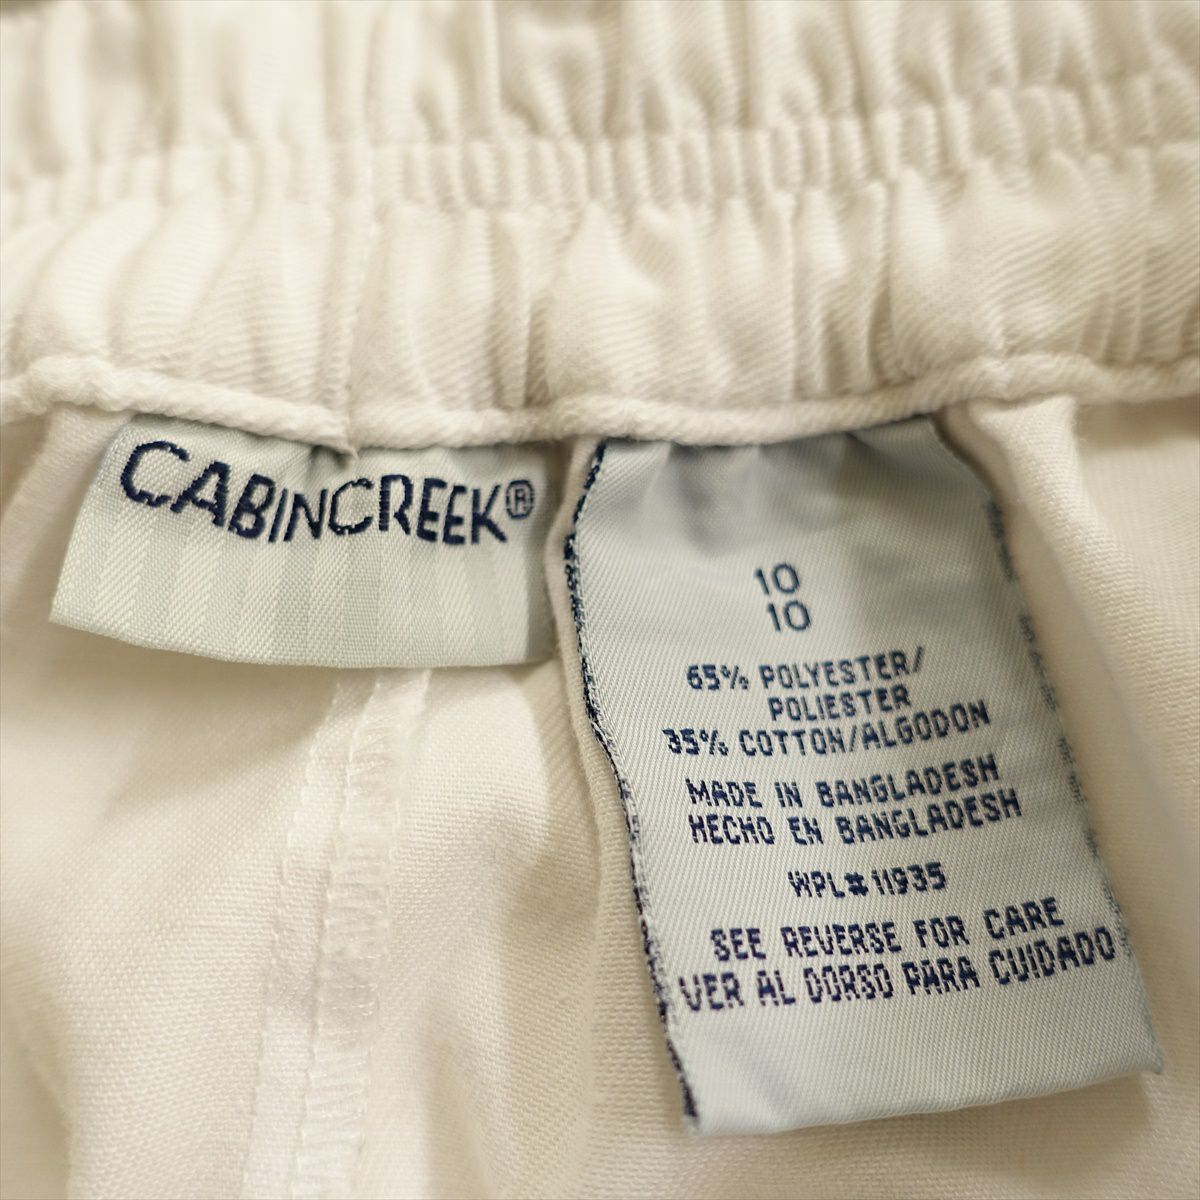 CABINCREEK®
10
10
65% POLYESTER/
POLIESTER
35% COTTON/ALGODON
MADE IN BANGLADESH
HECHO EN BANGLADESH
WPL#11935
SEE REVERSE FOR CARE
VER AL DORSO PARA CUIDADO